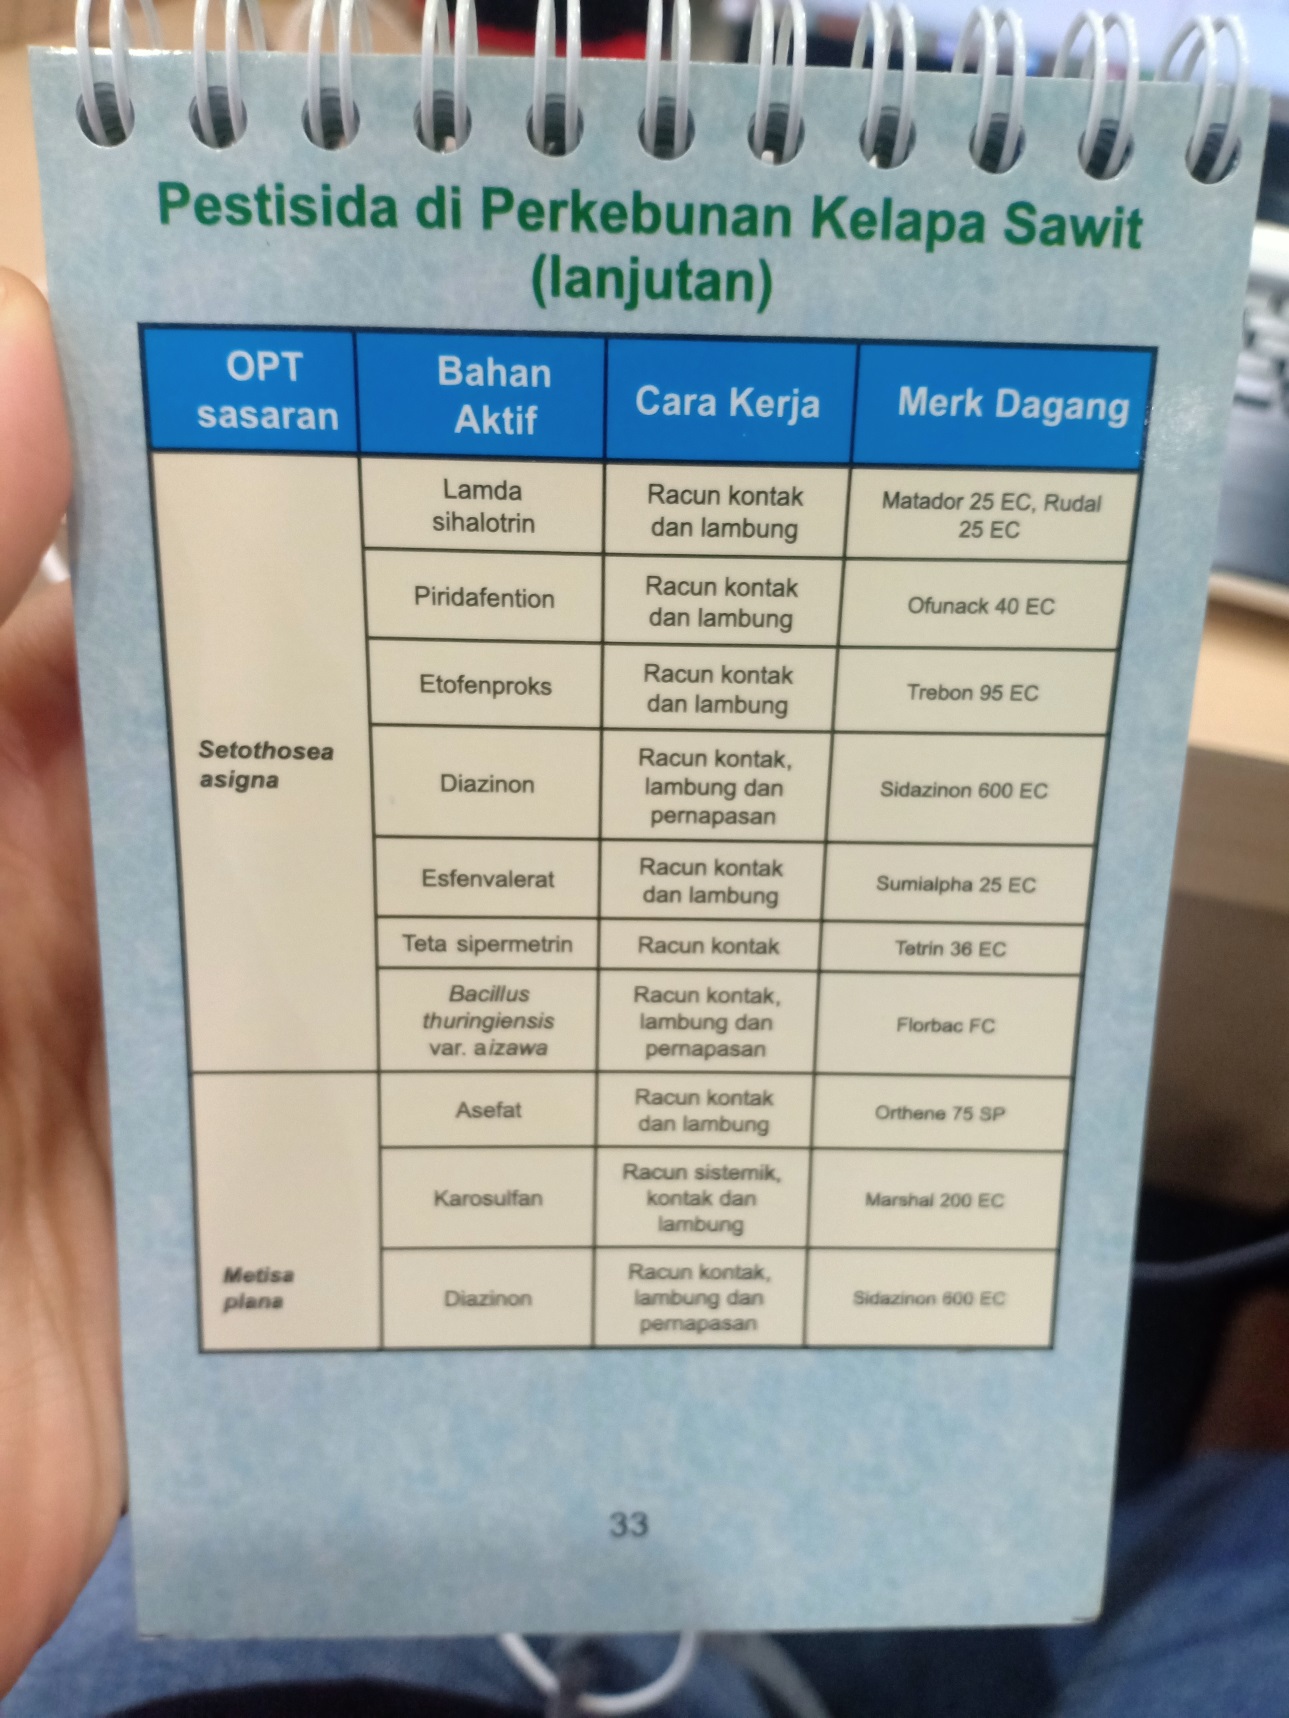 Pestisida di Perkebunan Kelapa Sawit
(lanjutan)
OPT
sasaran
Bahan
Aktif
Cara Kerja
Merk Dagang
Setothosea
asigna
Lamda
sihalotrin
Racun kontak
dan lambung
Matador 25 EC, Rudal
25 EC
Piridafention
Racun kontak
dan lambung
Ofunack 40 EC
Etofenproks
Racun kontak
dan lambung
Trebon 95 EC
Diazinon
Racun kontak,
lambung dan
pernapasan
Sidazinon 600 EC
Esfenvalerat
Racun kontak
dan lambung
Sumialpha 25 EC
Teta sipermetrin
Racun kontak
Tetrin 36 EC
Bacillus
thuringiensis
var. aizawa
Racun kontak,
lambung dan
pernapasan
Florbac FC
Metisa
plana
Asefat
Racun kontak
dan lambung
Orthene 75 SP
Karosulfan
Racun sistemik,
kontak dan
lambung
Marshal 200 EC
Diazinon
Racun kontak,
lambung dan
pernapasan
Sidazinon 600 EC
33